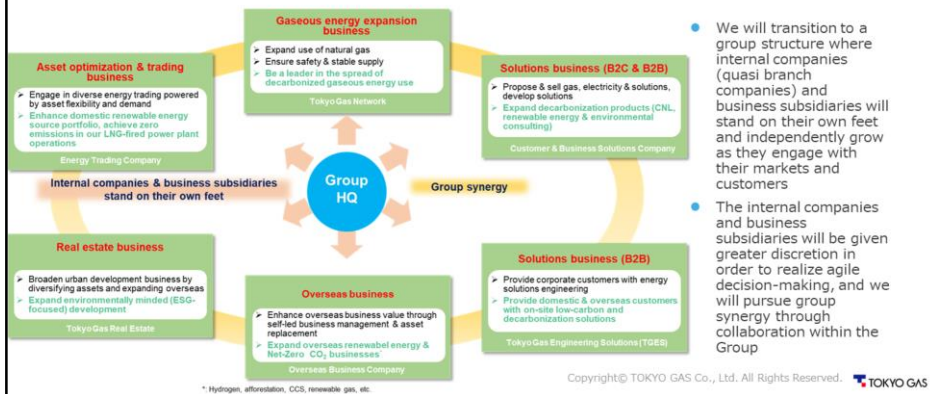 Gaseous energy expansion
business
➢ Expand use of natural gas
➢ Ensure safety & stable supply
➢ Be a leader in the spread of
decarbonized gaseous energy use
Tokyo Gas Network
Asset optimization & trading
business
➢ Engage in diverse energy trading powered
by asset flexibility and demand
➢ Enhance domestic renewable energy
source portfolio, achieve zero
emissions in our LNG-fired power plant
operations
Energy Trading Company
Solutions business (B2C & B2B)
➢ Propose & sell gas, electricity & solutions,
develop solutions
➢ Expand decarbonization products (CNL,
renewable energy & environmental
consulting)
Customer & Business Solutions Company
Internal companies & business subsidiaries
stand on their own feet
Group
HQ
Group synergy
Real estate business
➢ Broaden urban development business by
diversifying assets and expanding overseas
➢ Expand environmentally minded (ESG-
focused) development
Tokyo Gas Real Estate
Overseas business
➢ Enhance overseas business value through
self-led business management & asset
replacement
➢ Expand overseas renewabel energy &
Net-Zero CO₂ businesses*
Overseas Business Company
Solutions business (B2B)
➢ Provide corporate customers with energy
solutions engineering
➢ Provide domestic & overseas customers
with on-site low-carbon and
decarbonization solutions
Tokyo Gas Engineering Solutions (TGES)
*: Hydrogen, afforestation, CCS, renewable gas, etc.
● We will transition to a
group structure where
internal companies
(quasi branch
companies) and
business subsidiaries will
stand on their own feet
and independently grow
as they engage with
their markets and
customers
● The internal companies
and business
subsidiaries will be given
greater discretion in
order to realize agile
decision-making, and we
will pursue group
synergy through
collaboration within the
Group
Copyright© TOKYO GAS Co., Ltd. All Rights Reserved.
TOKYO GAS